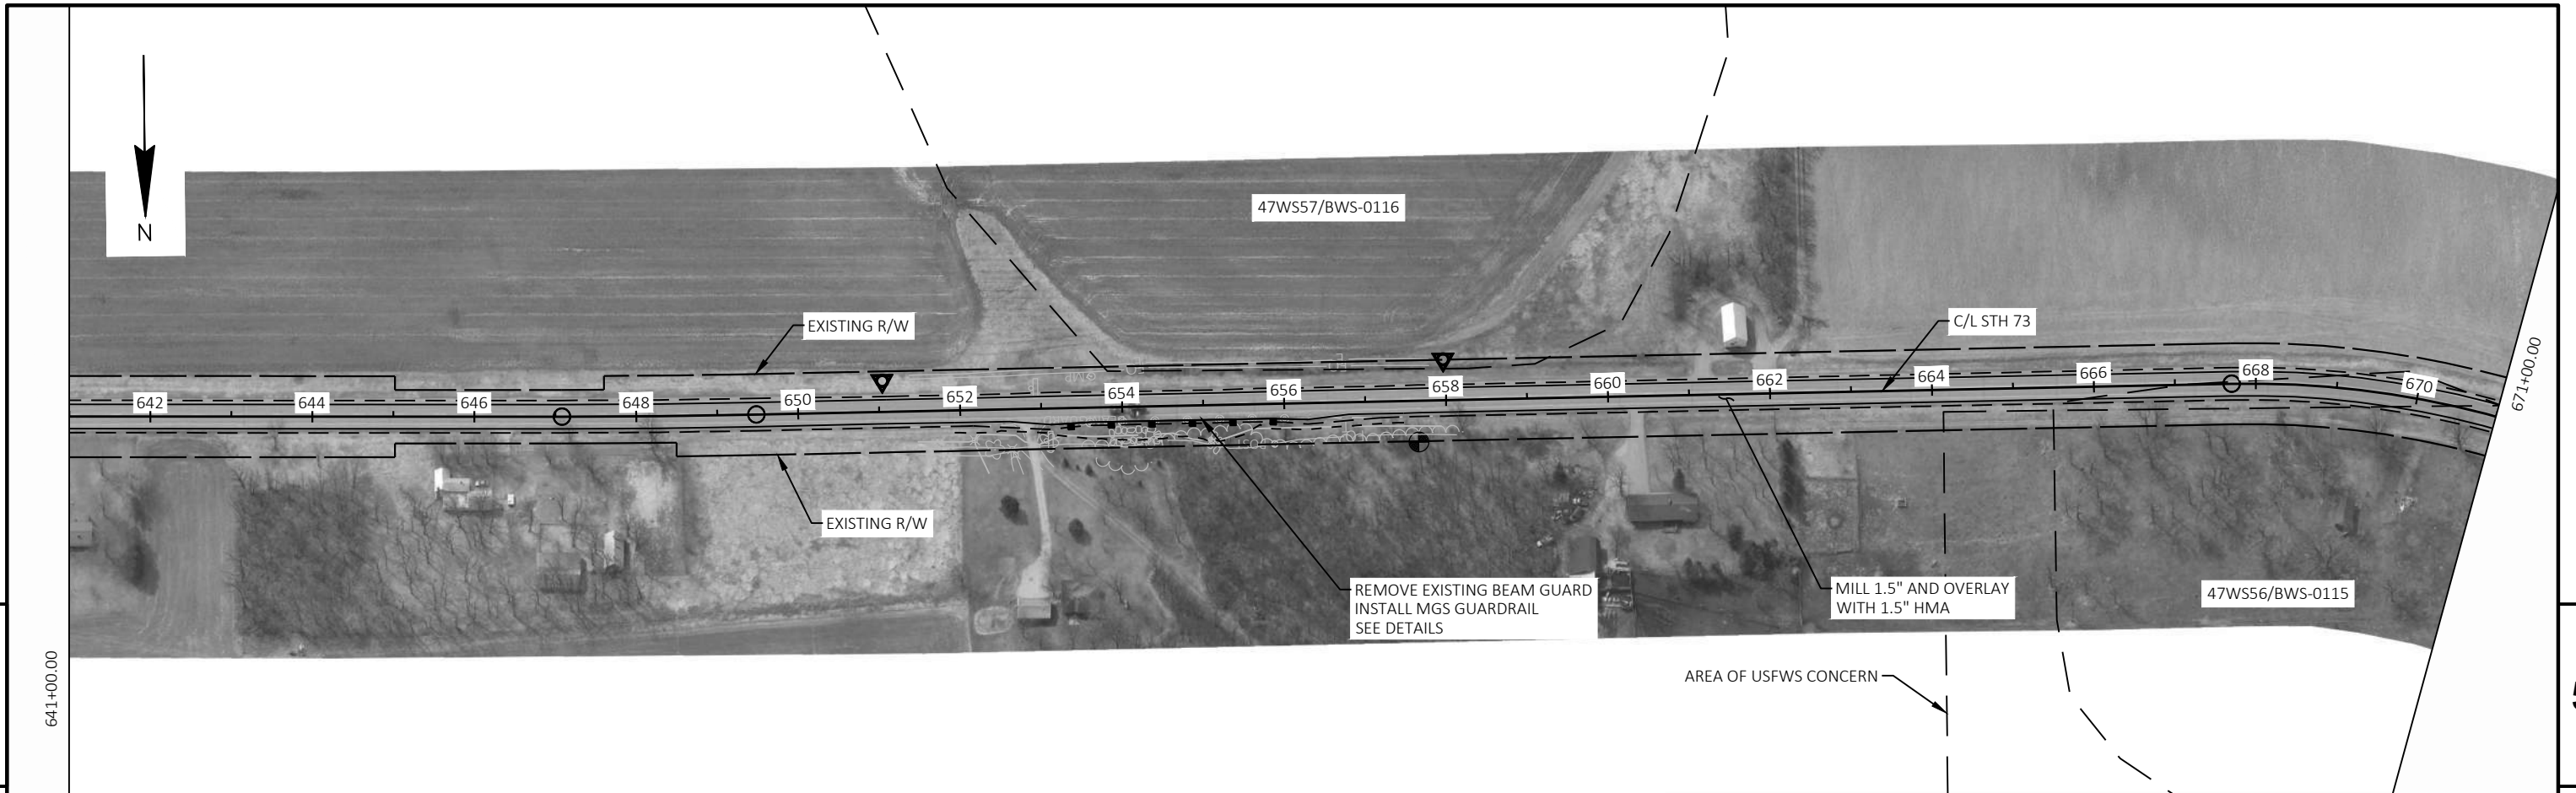 N
47WS57/BWS-0116
EXISTING R/W
C/L STH 73
642
644
646
648
650
652
654
656
658
660
662
664
666
668
670
671+00.00
EXISTING R/W
REMOVE EXISTING BEAM GUARD
INSTALL MGS GUARDRAIL
SEE DETAILS
MILL 1.5" AND OVERLAY
WITH 1.5" HMA
47WS56/BWS-0115
AREA OF USFWS CONCERN
641+00.00